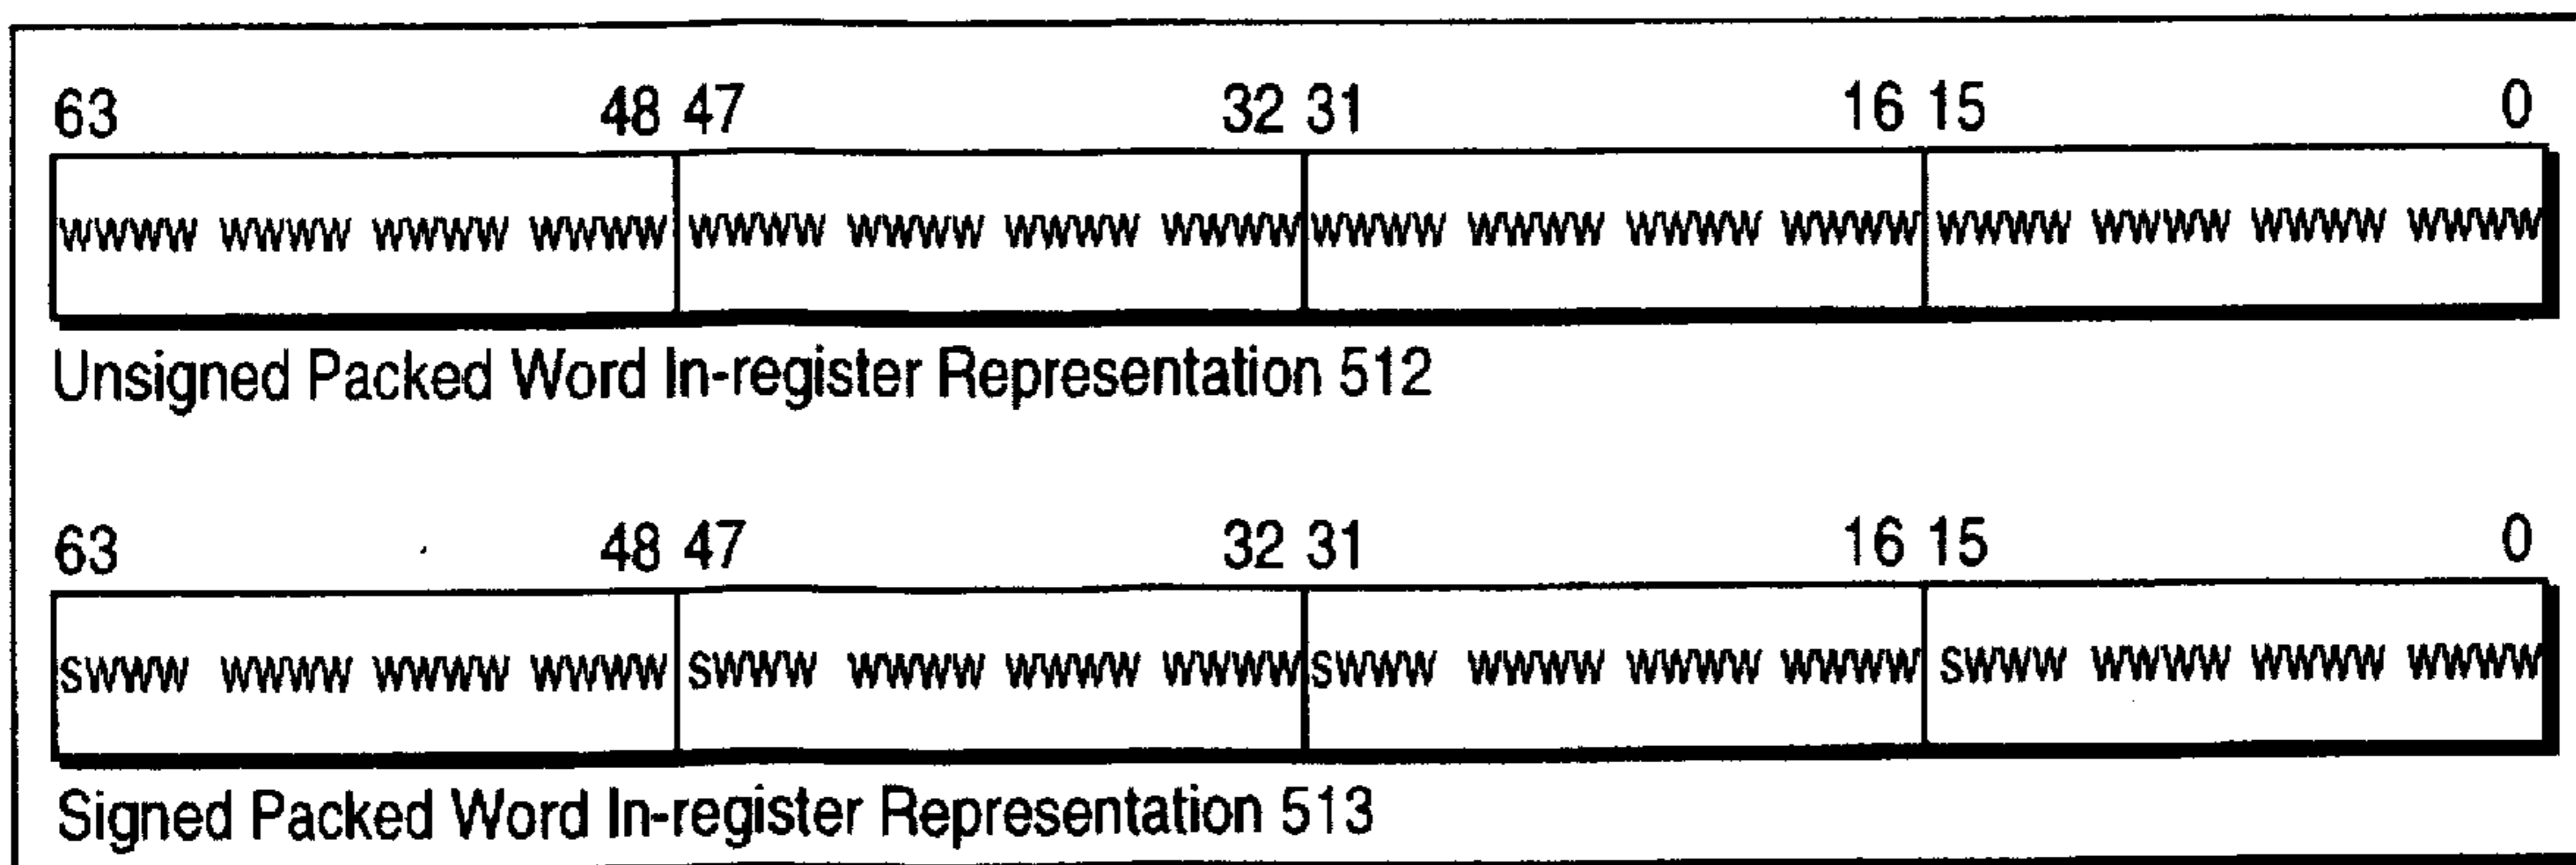 63 48 47 32 31 16 15 0
wwww wwww wwww wwww wwww wwww wwww wwww wwww wwww wwww wwww wwww wwww wwww wwww
Unsigned Packed Word In-register Representation 512
63 48 47 32 31 16 15 0
swww wwww wwww wwww swww wwww wwww wwww swww wwww wwww wwww swww wwww wwww wwww
Signed Packed Word In-register Representation 513